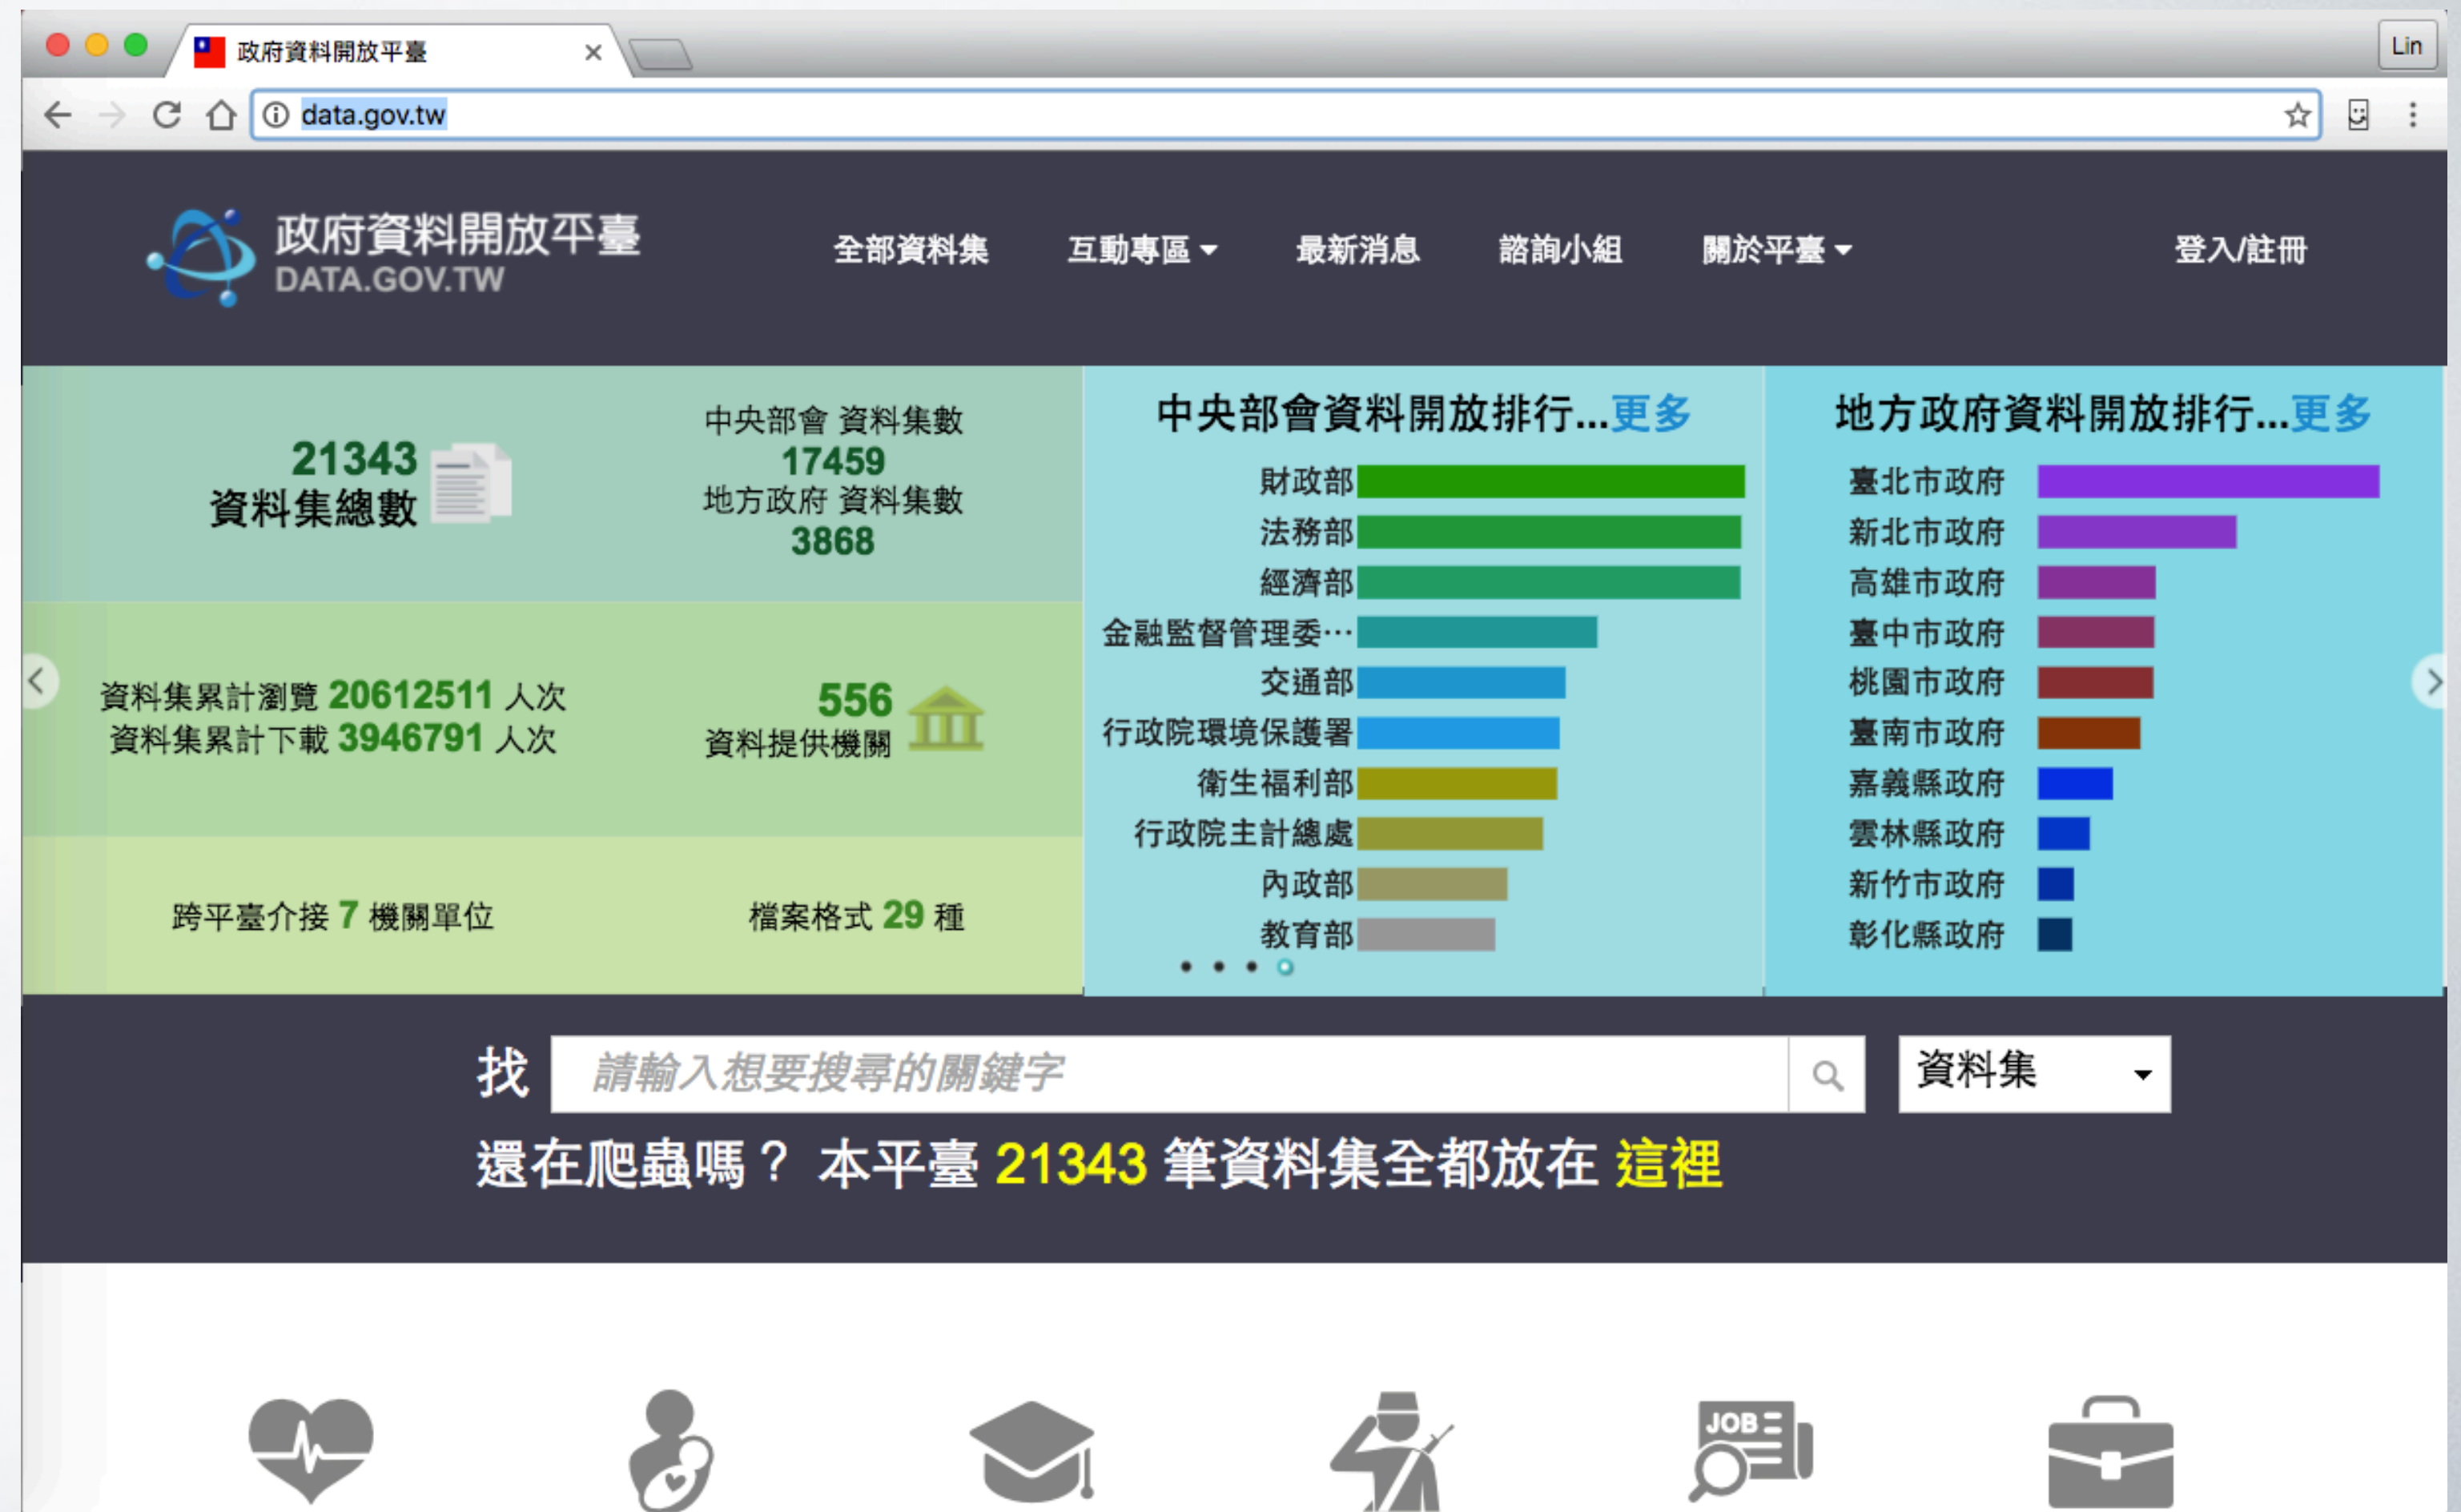 政府資料開放平臺
Lin
data.gov.tw
政府資料開放平臺
DATA.GOV.TW
全部資料集 互動專區 最新消息 諮詢小組 關於平臺 登入/註冊
21343
資料集總數
中央部會 資料集數
17459
地方政府 資料集數
3868
資料集累計瀏覽 20612511 人次
資料集累計下載 3946791 人次
556
資料提供機關
跨平臺介接 7 機關單位
檔案格式 29 種
中央部會資料開放排行...更多
財政部
法務部
經濟部
金融監督管理委…
交通部
行政院環境保護署
衛生福利部
行政院主計總處
內政部
教育部
地方政府資料開放排行...更多
臺北市政府
新北市政府
高雄市政府
臺中市政府
桃園市政府
臺南市政府
嘉義縣政府
雲林縣政府
新竹市政府
彰化縣政府
找 請輸入想要搜尋的關鍵字 資料集
還在爬蟲嗎？ 本平臺 21343 筆資料集全都放在 這裡
JOB